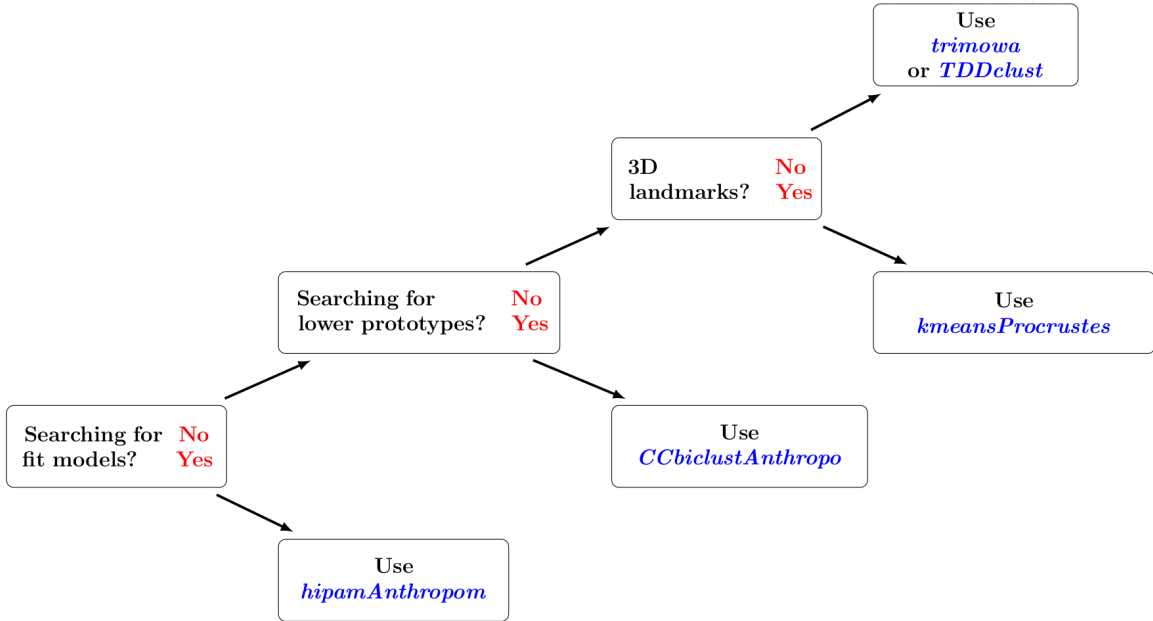 Use
trimowa
or TDDclust
3D No
landmarks? Yes
Searching for No
lower prototypes? Yes
Use
kmeansProcrustes
Searching for No
fit models? Yes
Use
CCbiclustAnthropo
Use
hipamAnthropom